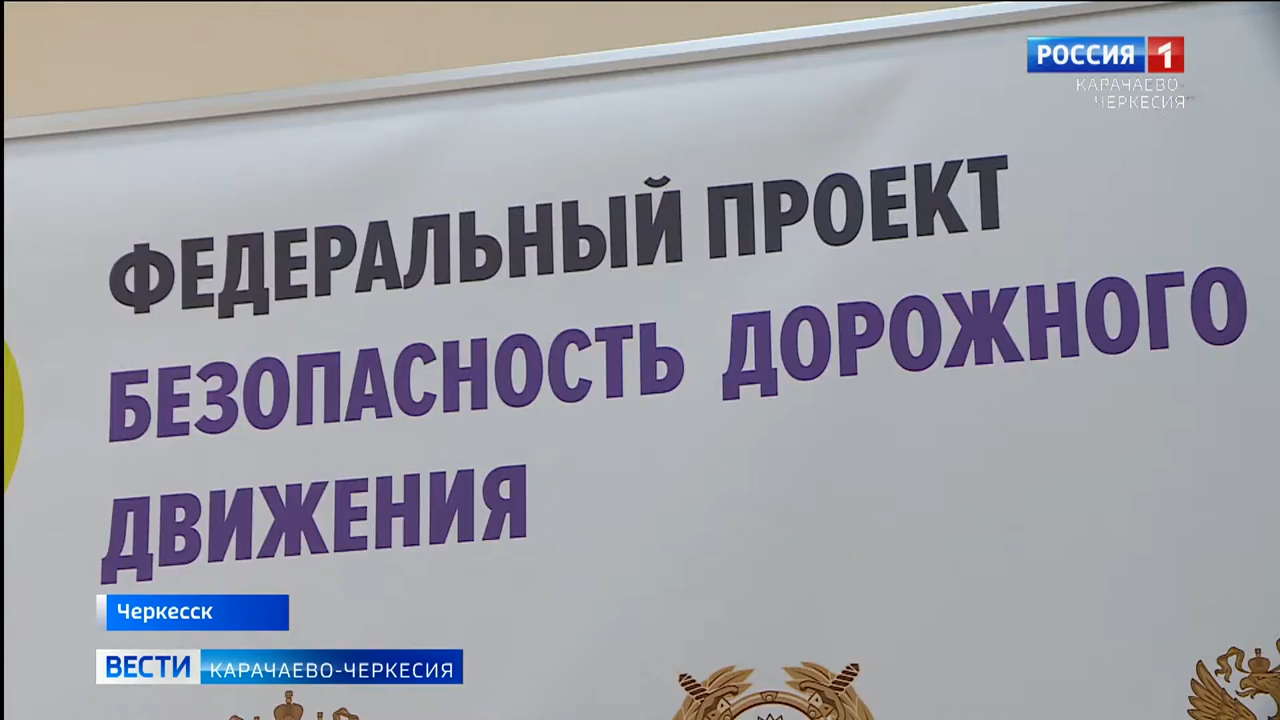 РОССИЯ 1
КАРАЧАЕВО-
ЧЕРКЕСИЯ
ФЕДЕРАЛЬНЫЙ ПРОЕКТ
БЕЗОПАСНОСТЬ ДОРОЖНОГО
ДВИЖЕНИЯ
Черкесск
ВЕСТИ КАРАЧАЕВО-ЧЕРКЕСИЯ